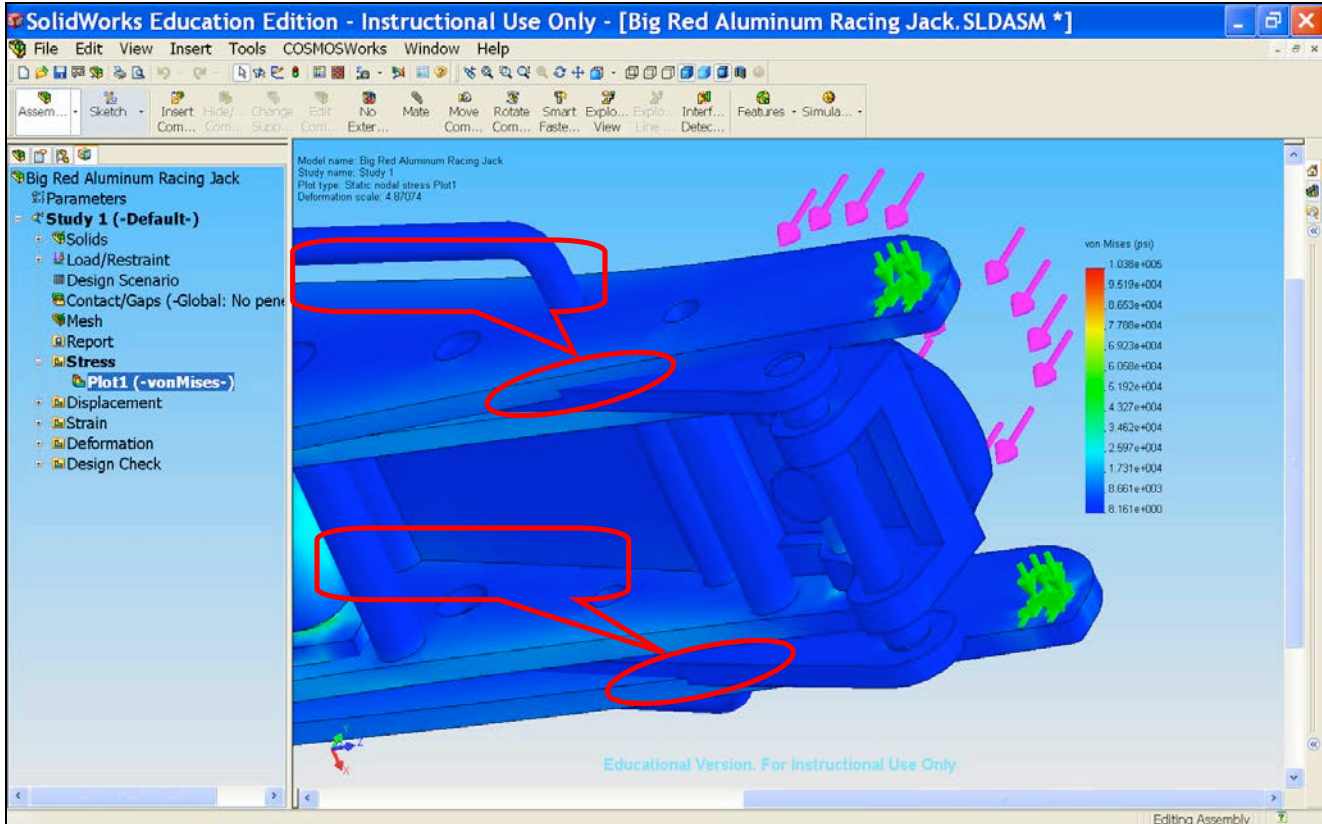 SolidWorks Education Edition - Instructional Use Only - [Big Red Aluminum Racing Jack.SLDASM *]
File Edit View Insert Tools COSMOSWorks Window Help
Assem... Sketch Insert Com... Hide/... Com... Change Supp... Edit Com... No Exter... Mate Move Com... Rotate Com... Smart Faste... Explo... View Explo... Line ... Interf... Detec... Features Simula...
Big Red Aluminum Racing Jack
Parameters
Study 1 (-Default-)
Solids
Load/Restraint
Design Scenario
Contact/Gaps (-Global: No pene
Mesh
Report
Stress
Plot1 (-vonMises-)
Displacement
Strain
Deformation
Design Check
Model name: Big Red Aluminum Racing Jack
Study name: Study 1
Plot type: Static nodal stress Plot1
Deformation scale: 4.87074
von Mises (psi)
1.038e+005
9.519e+004
8.653e+004
7.788e+004
6.923e+004
6.058e+004
5.192e+004
4.327e+004
3.462e+004
2.597e+004
1.731e+004
8.661e+003
8.161e+000
Y
Z
X
Educational Version. For Instructional Use Only
Editing Assembly